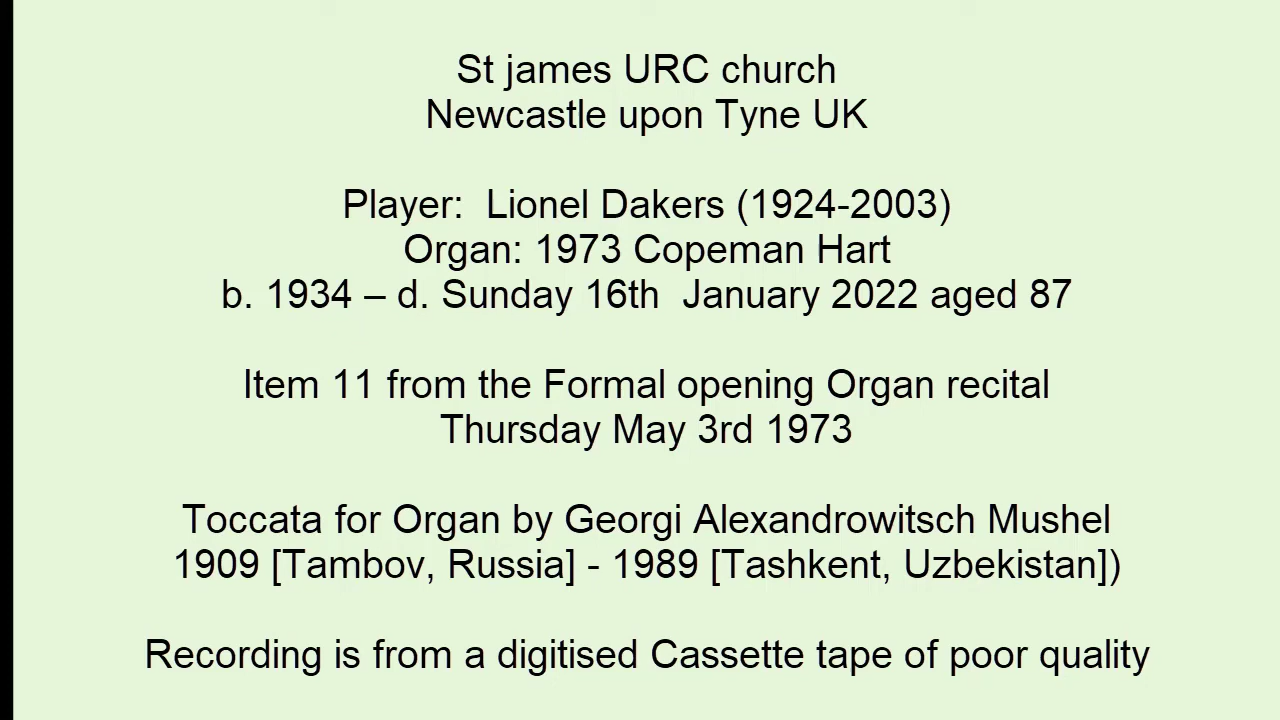 St james URC church
Newcastle upon Tyne UK
Player:  Lionel Dakers (1924-2003)
Organ: 1973 Copeman Hart
b. 1934 – d. Sunday 16th  January 2022 aged 87
Item 11 from the Formal opening Organ recital
Thursday May 3rd 1973
Toccata for Organ by Georgi Alexandrowitsch Mushel
1909 [Tambov, Russia] - 1989 [Tashkent, Uzbekistan])
Recording is from a digitised Cassette tape of poor quality